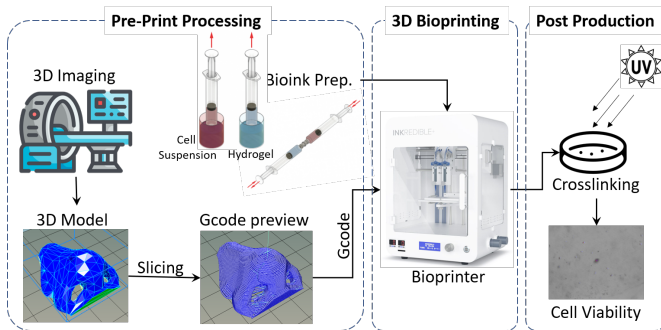 Pre-Print Processing
3D Bioprinting
Post Production
3D Imaging
Bioink Prep.
UV
Cell
Suspension
Hydrogel
INKREDIBLE+
Crosslinking
3D Model
Gcode preview
Slicing
Gcode
Bioprinter
Cell Viability